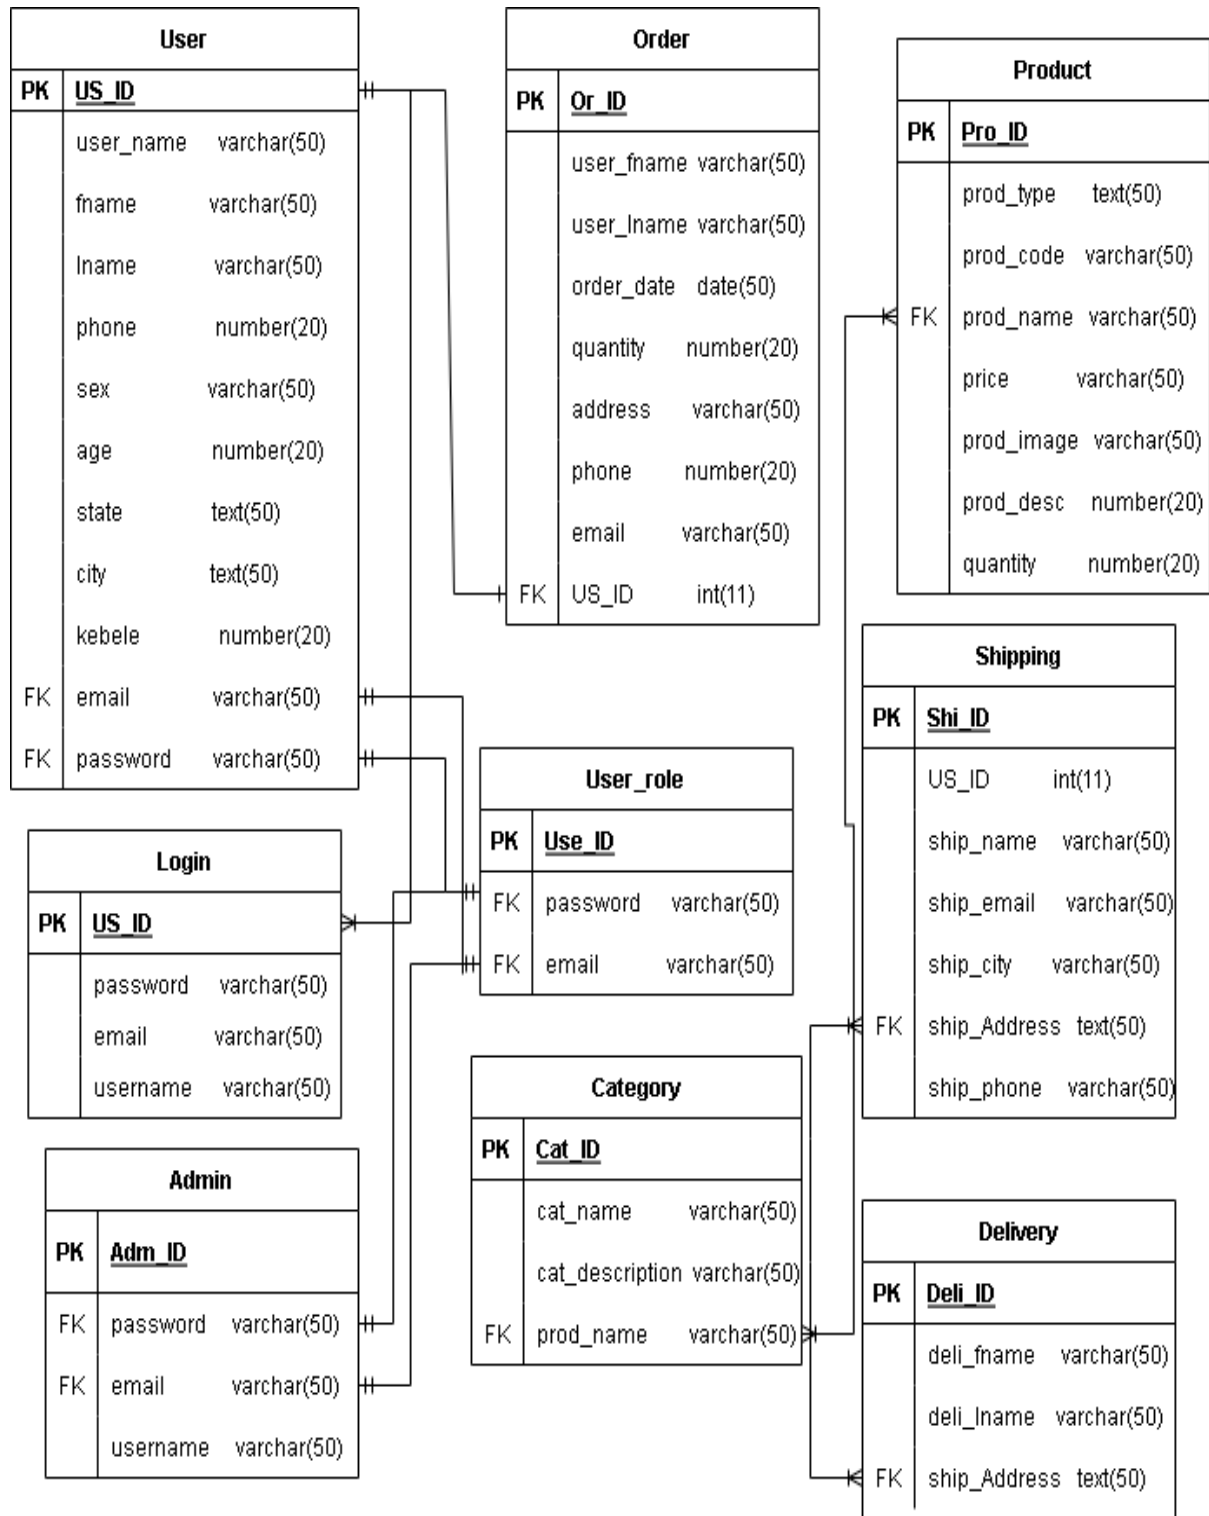 User
PK US_ID
user_name varchar(50)
fname varchar(50)
lname varchar(50)
phone number(20)
sex varchar(50)
age number(20)
state text(50)
city text(50)
kebele number(20)
FK email varchar(50)
FK password varchar(50)
Order
PK Or_ID
user_fname varchar(50)
user_lname varchar(50)
order_date date(50)
quantity number(20)
address varchar(50)
phone number(20)
email varchar(50)
FK US_ID int(11)
Product
PK Pro_ID
prod_type text(50)
prod_code varchar(50)
FK prod_name varchar(50)
price varchar(50)
prod_image varchar(50)
prod_desc number(20)
quantity number(20)
Shipping
PK Shi_ID
US_ID int(11)
ship_name varchar(50)
ship_email varchar(50)
ship_city varchar(50)
FK ship_Address text(50)
ship_phone varchar(50)
User_role
PK Use_ID
FK password varchar(50)
FK email varchar(50)
Login
PK US_ID
password varchar(50)
email varchar(50)
username varchar(50)
Category
PK Cat_ID
cat_name varchar(50)
cat_description varchar(50)
FK prod_name varchar(50)
Admin
PK Adm_ID
FK password varchar(50)
FK email varchar(50)
username varchar(50)
Delivery
PK Deli_ID
deli_fname varchar(50)
deli_lname varchar(50)
FK ship_Address text(50)